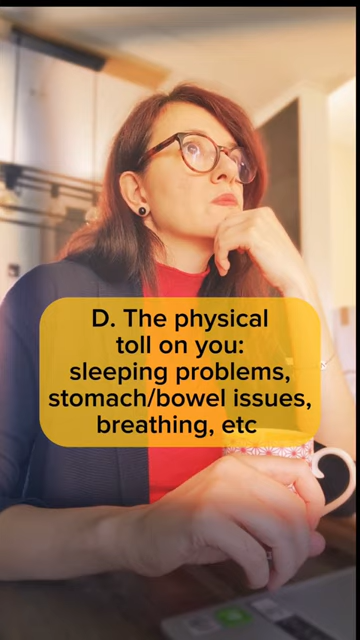 D. The physical
toll on you:
sleeping problems,
stomach/bowel issues,
breathing, etc